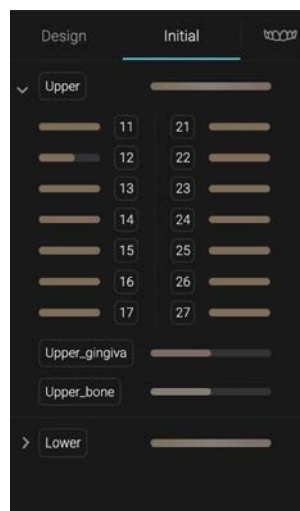 Design Initial
Upper
11 21
12 22
13 23
14 24
15 25
16 26
17 27
Upper_gingiva
Upper_bone
Lower